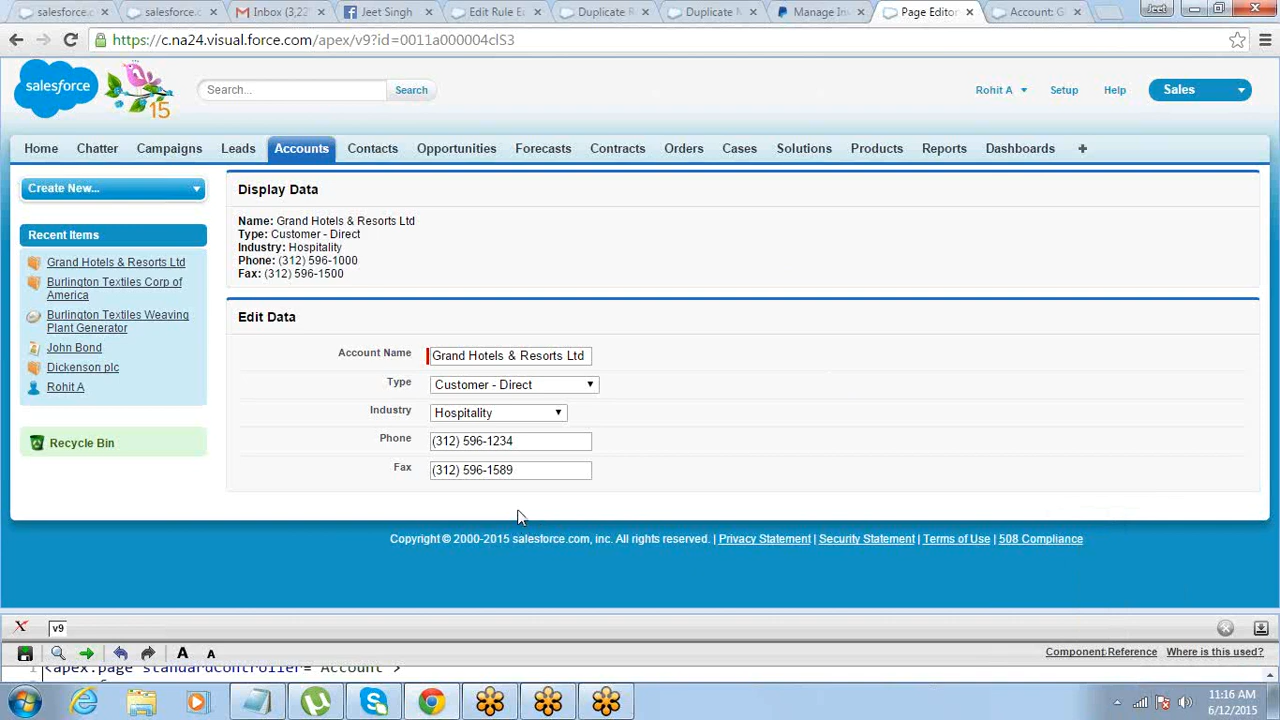 salesforce.co
salesforce.c
Inbox (3,22
Jeet Singh
Edit Rule E
Duplicate R
Duplicate M
Manage In
Page Editor
Account: G
Jeet
https://c.na24.visual.force.com/apex/v9?id=0011a000004clS3
salesforce
15
Search...
Search
Rohit A
Setup
Help
Sales
Home
Chatter
Campaigns
Leads
Accounts
Contacts
Opportunities
Forecasts
Contracts
Orders
Cases
Solutions
Products
Reports
Dashboards
+
Create New...
Recent Items
Grand Hotels & Resorts Ltd
Burlington Textiles Corp of
America
Burlington Textiles Weaving
Plant Generator
John Bond
Dickenson plc
Rohit A
Recycle Bin
Display Data
Name: Grand Hotels & Resorts Ltd
Type: Customer - Direct
Industry: Hospitality
Phone: (312) 596-1000
Fax: (312) 596-1500
Edit Data
Account Name Grand Hotels & Resorts Ltd
Type Customer - Direct
Industry Hospitality
Phone (312) 596-1234
Fax (312) 596-1589
Copyright © 2000-2015 salesforce.com, inc. All rights reserved. | Privacy Statement | Security Statement | Terms of Use | 508 Compliance
v9
A A
Component Reference Where is this used?
1 <apex:page standardController="Account">
11:16 AM
6/12/2015